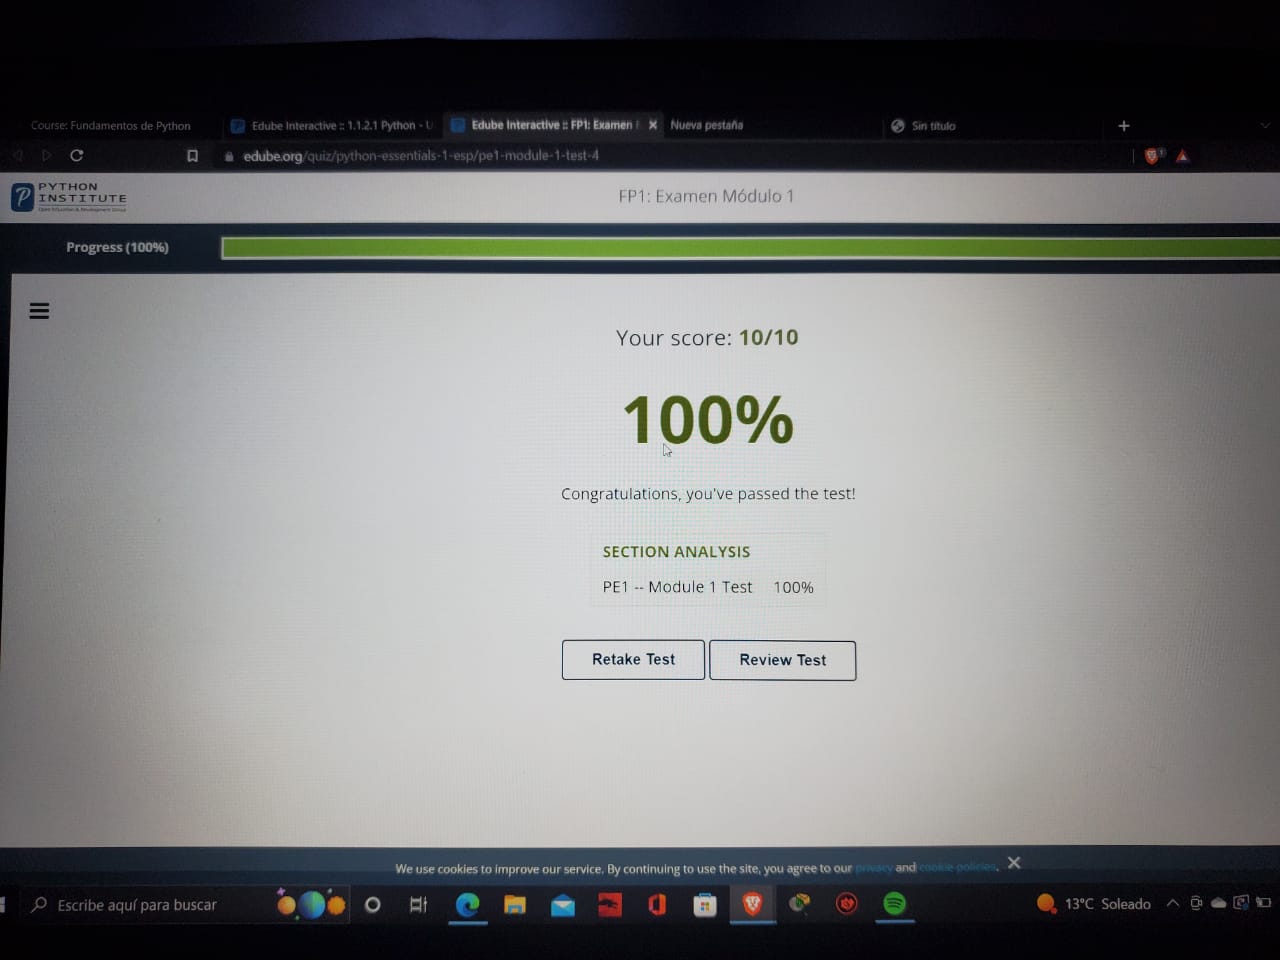 Course: Fundamentos de Python
Edube Interactive :: 1.1.2.1 Python - U
Edube Interactive :: FP1: Examen
Nueva pestaña
Sin título
edube.org/quiz/python-essentials-1-esp/pe1-module-1-test-4
PYTHON
INSTITUTE
Open Education & Development Group
FP1: Examen Módulo 1
Progress (100%)
Your score: 10/10
100%
Congratulations, you've passed the test!
SECTION ANALYSIS
PE1 -- Module 1 Test 100%
Retake Test
Review Test
We use cookies to improve our service. By continuing to use the site, you agree to our privacy and cookie policies.
Escribe aquí para buscar
13°C Soleado